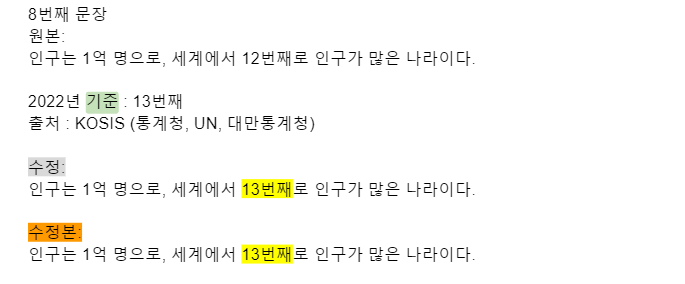 8번째 문장
원본:
인구는 1억 명으로, 세계에서 12번째로 인구가 많은 나라이다.
2022년 기준 : 13번째
출처 : KOSIS (통계청, UN, 대만통계청)
수정:
인구는 1억 명으로, 세계에서 13번째로 인구가 많은 나라이다.
수정본:
인구는 1억 명으로, 세계에서 13번째로 인구가 많은 나라이다.